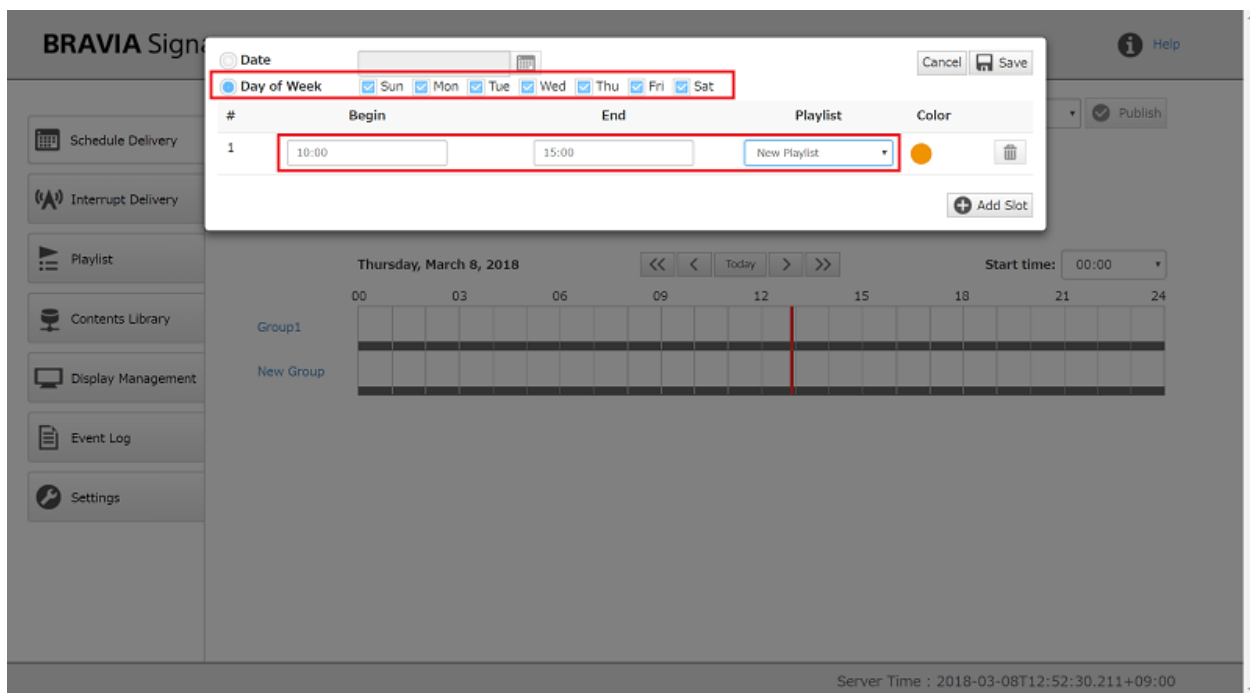 BRAVIA Signa
Help
Date
Cancel
Save
Day of Week
Sun
Mon
Tue
Wed
Thu
Fri
Sat
# Begin End Playlist Color
1 10:00 15:00 New Playlist
Add Slot
Publish
Schedule Delivery
Interrupt Delivery
Playlist
Contents Library
Display Management
Event Log
Settings
Thursday, March 8, 2018
<< < Today > >>
Start time: 00:00
00 03 06 09 12 15 18 21 24
Group1
New Group
Server Time : 2018-03-08T12:52:30.211+09:00